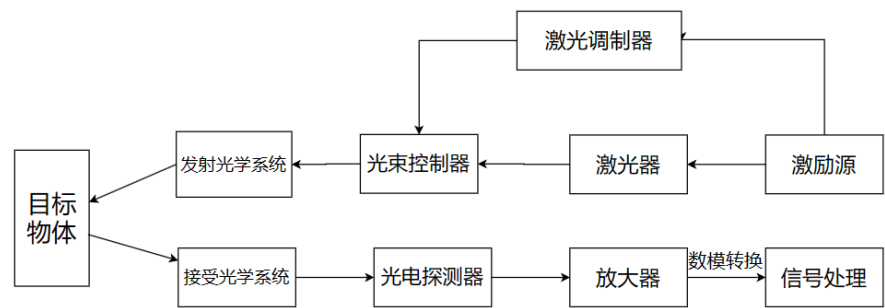 激光调制器
发射光学系统
光束控制器
激光器
激励源
目标
物体
接受光学系统
光电探测器
放大器
数模转换
信号处理